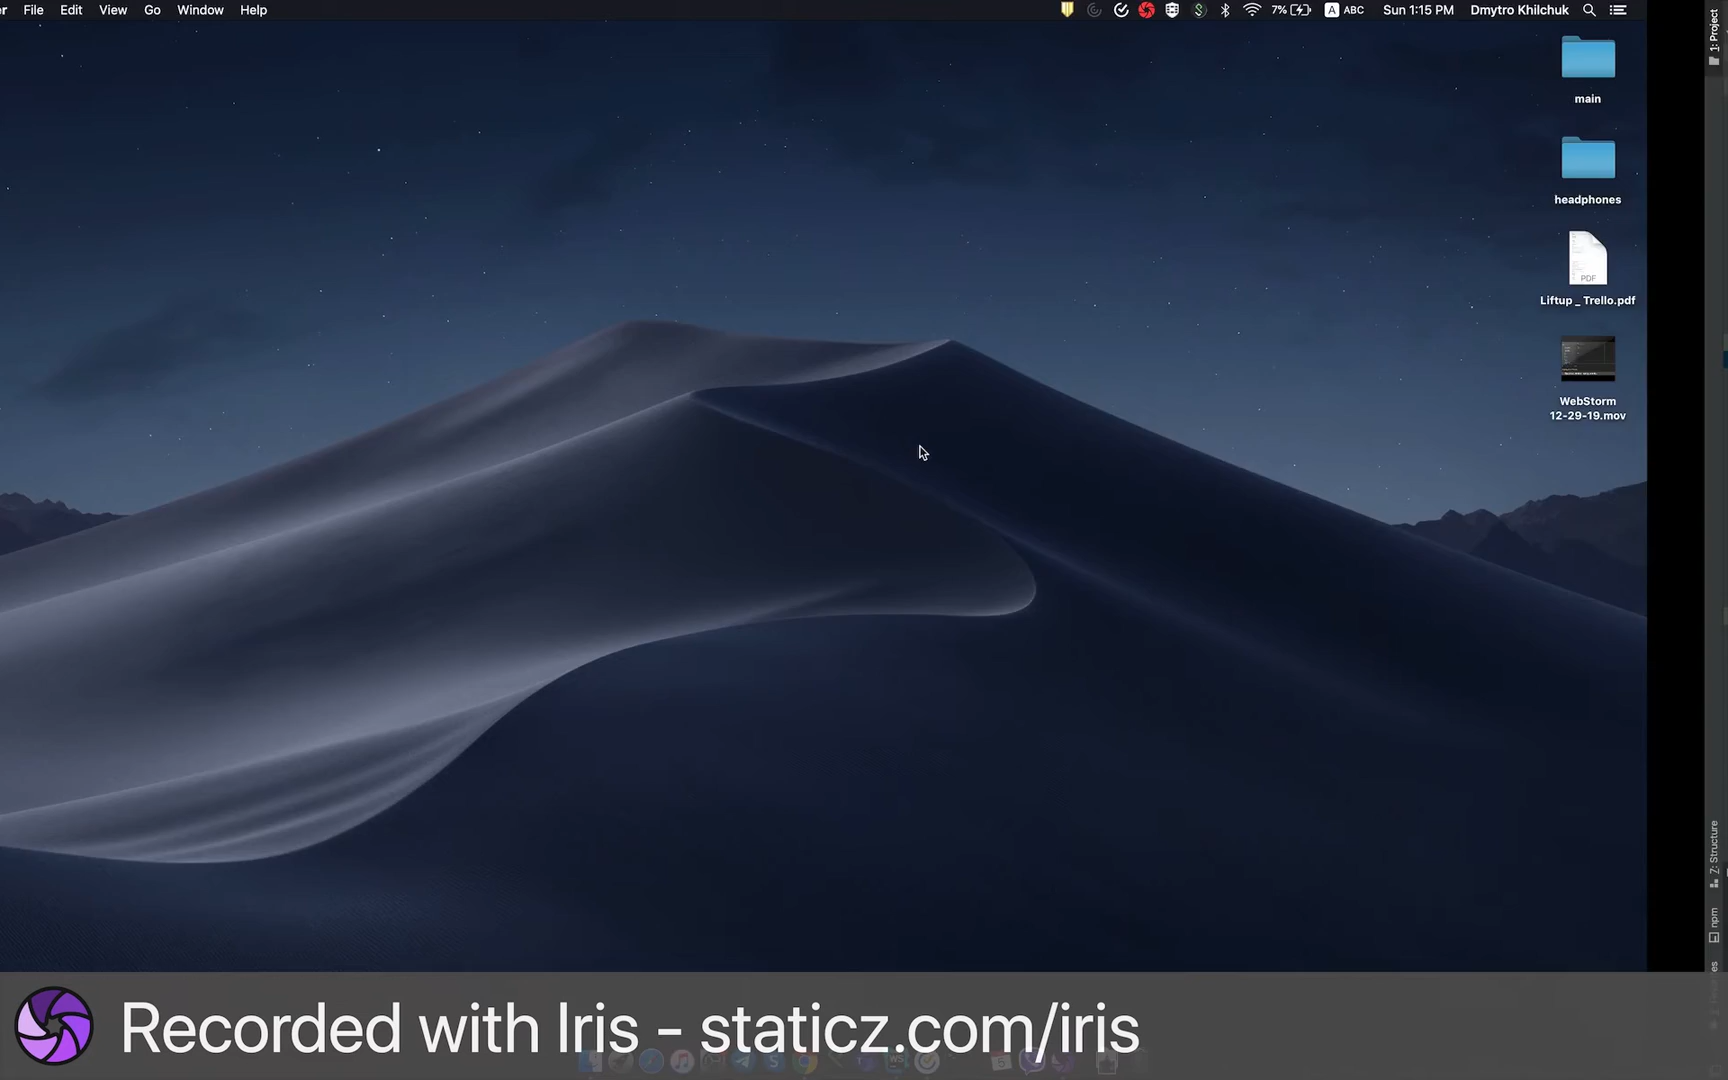 r File Edit View Go Window Help 7% A ABC Sun 1:15 PM Dmytro Khilchuk
1: Project
main
headphones
PDF
Liftup _ Trello.pdf
WebStorm
12-29-19.mov
Z: Structure
npm
Recorded with Iris - staticz.com/iris
WS